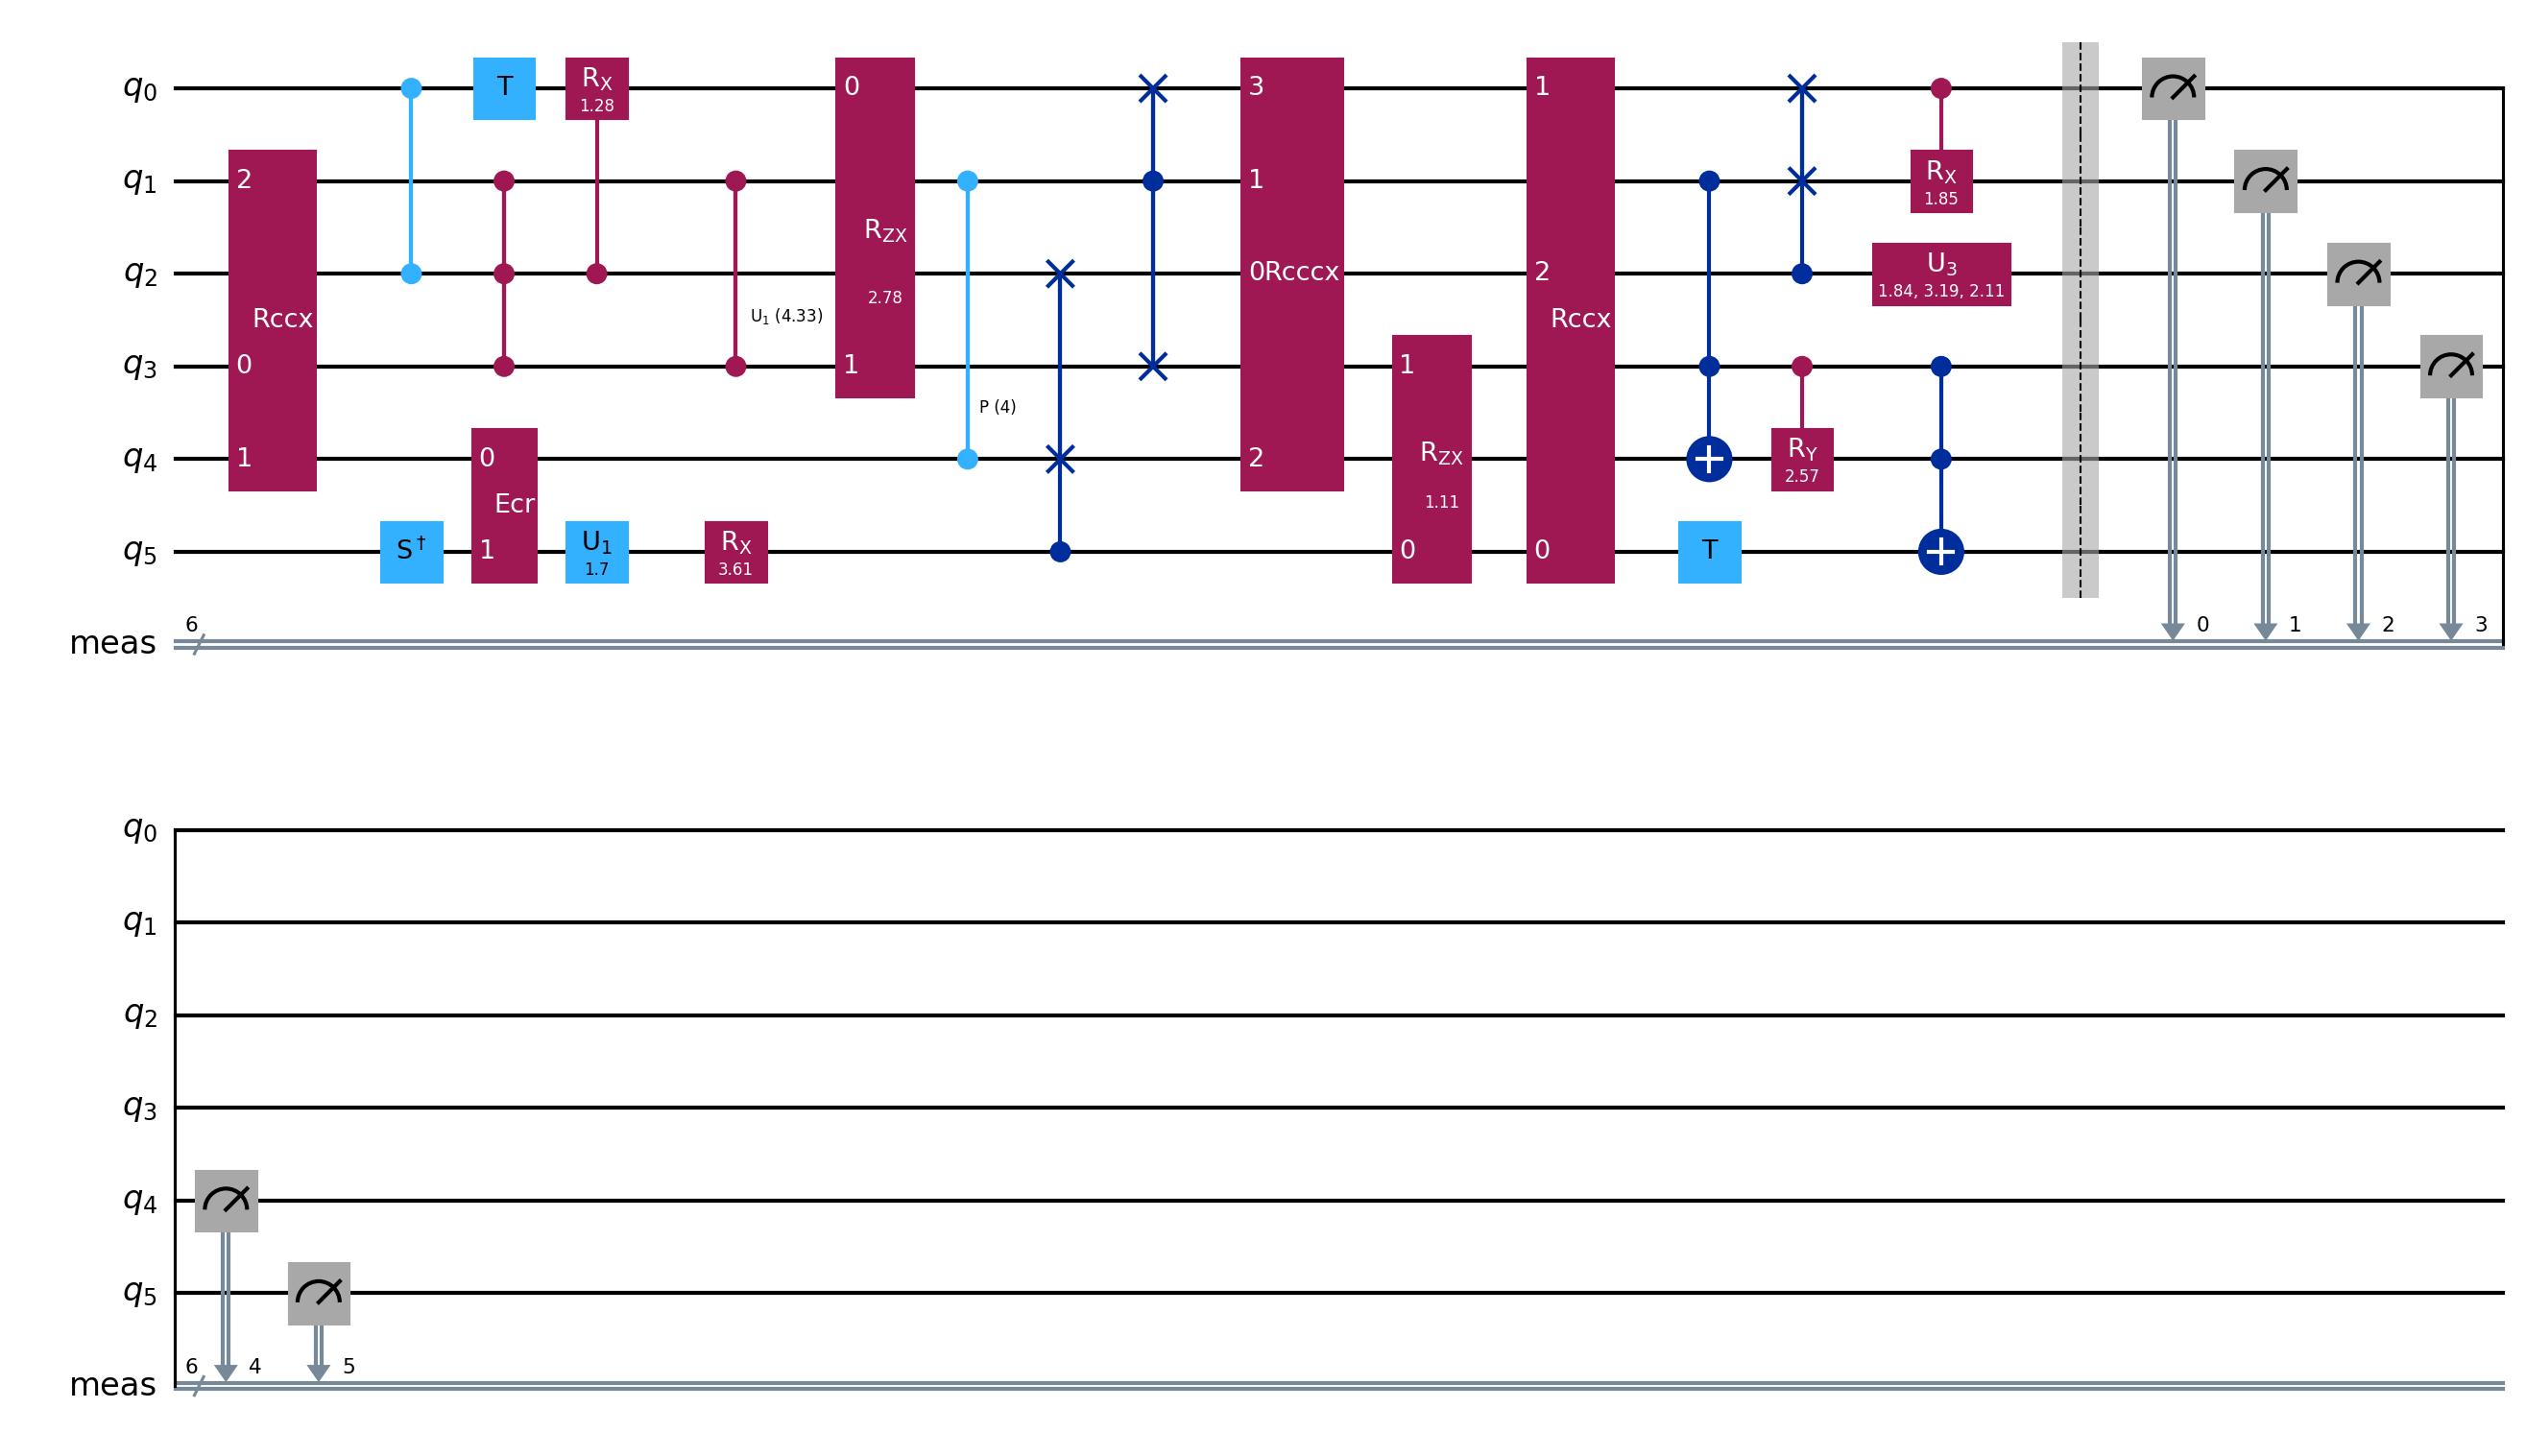 q0 T RX 1.28 0 3 1
q1 2 RZX 1 RX 1.85
q2 2.78 0 Rcccx 2 U3 1.84, 3.19, 2.11
q3 Rccx 0 U1 (4.33) 1 1 Rccx
q4 1 0 P (4) 2 RZX 1.11 RY 2.57
Ecr
q5 S† 1 U1 1.7 RX 3.61 0 0 T
meas 6 0 1 2 3
q0
q1
q2
q3
q4
q5
meas 6 4 5